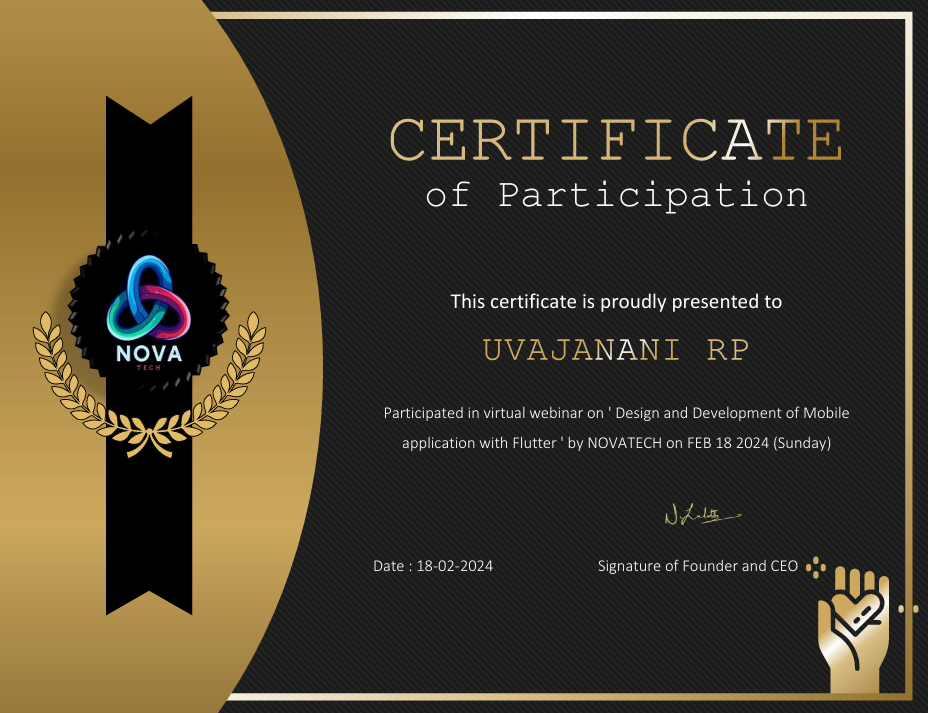 CERTIFICATE
of Participation
This certificate is proudly presented to
UVAJANANI RP
Participated in virtual webinar on ' Design and Development of Mobile
application with Flutter ' by NOVATECH on FEB 18 2024 (Sunday)
Date : 18-02-2024
Signature of Founder and CEO
NOVA
TECH